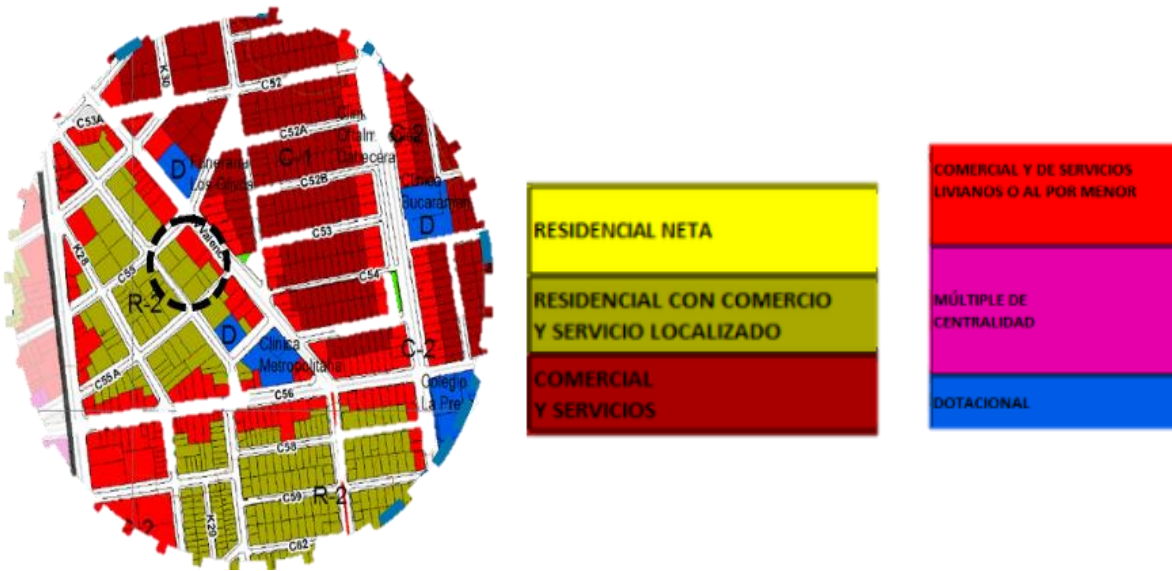 K30
C52
C53A
C52A
C-2
D
Funeraria
Los Olivos
C-1
C52B
Bucaraman
D
C53
K28
C55
C54
R-2
D
Clínica
Metropolitana
C-2
C55A
C56
Colegio
La Pre
C58
C59
R-2
K29
C62
RESIDENCIAL NETA
RESIDENCIAL CON COMERCIO
Y SERVICIO LOCALIZADO
COMERCIAL
Y SERVICIOS
COMERCIAL Y DE SERVICIOS
LIVIANOS O AL POR MENOR
MÚLTIPLE DE
CENTRALIDAD
DOTACIONAL